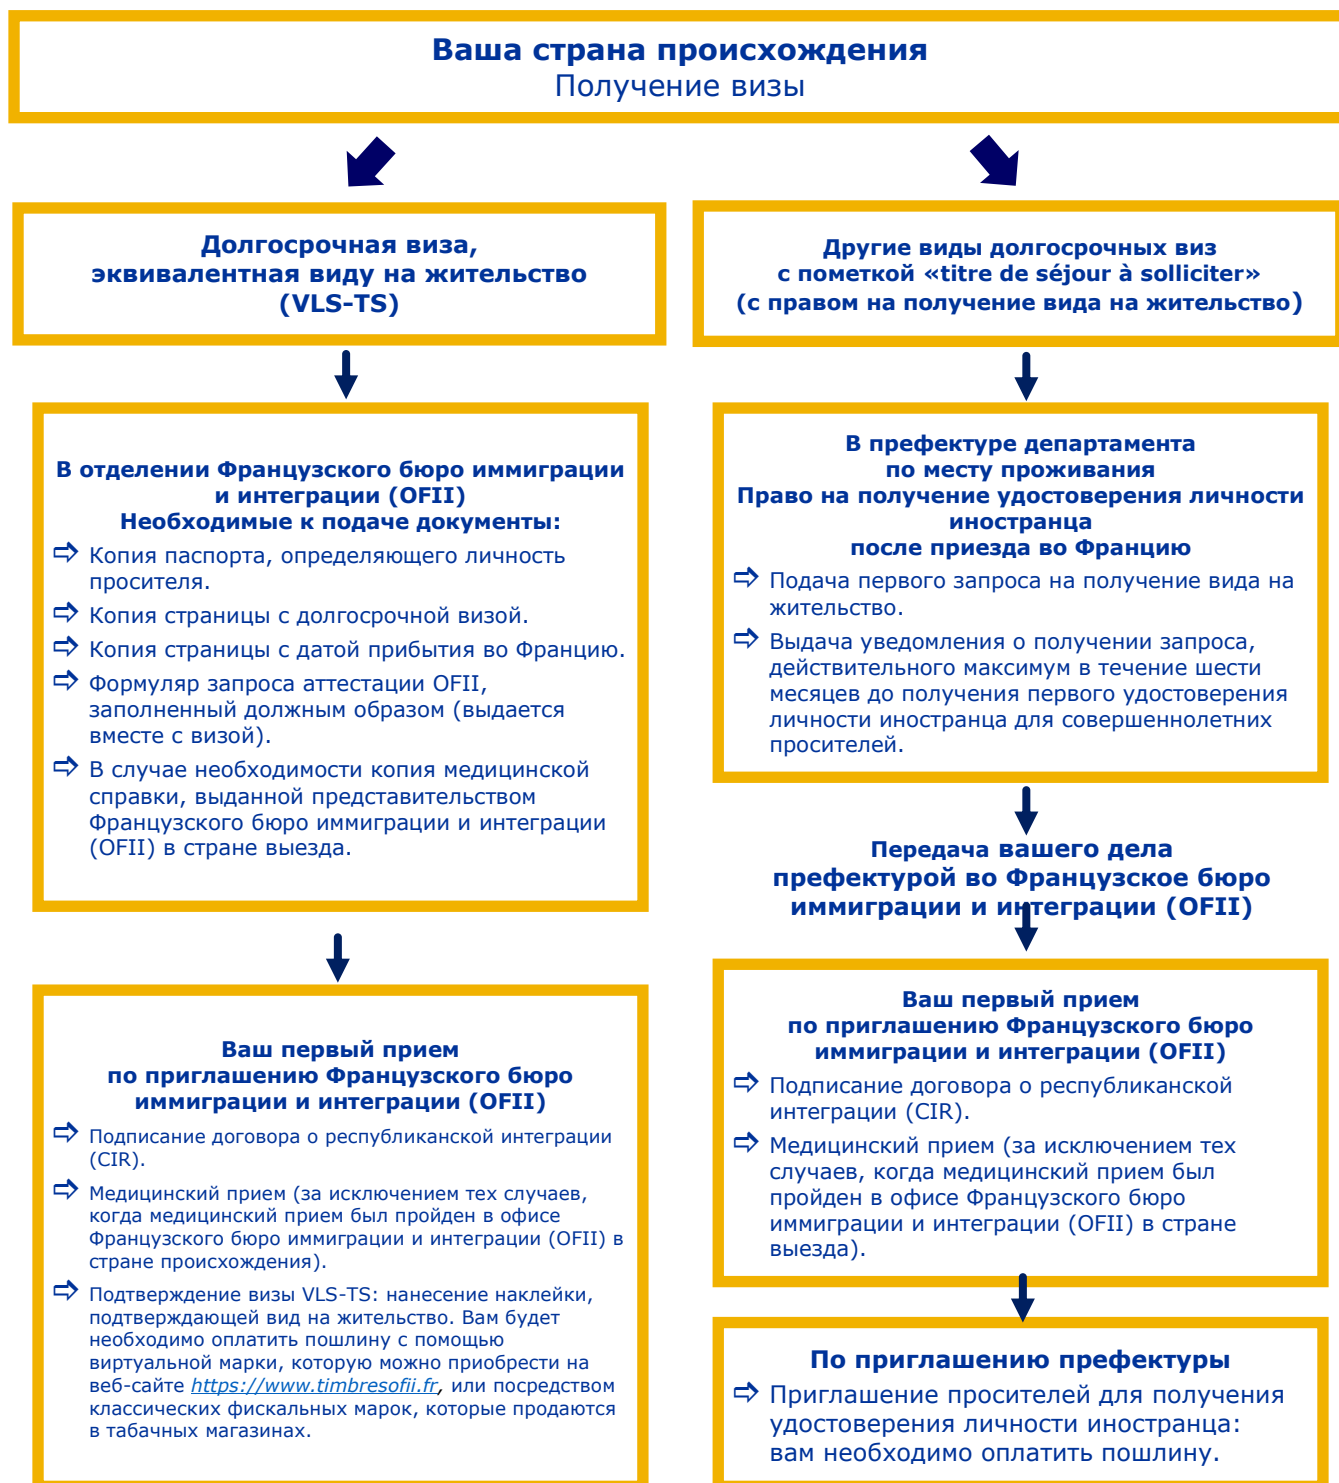 Ваша страна происхождения
Получение визы
Долгосрочная виза,
эквивалентная виду на жительство
(VLS-TS)
В отделении Французского бюро иммиграции
и интеграции (OFII)
Необходимые к подаче документы:
⇨ Копия паспорта, определяющего личность
просителя.
⇨ Копия страницы с долгосрочной визой.
⇨ Копия страницы с датой прибытия во Францию.
⇨ Формуляр запроса аттестации OFII,
заполненный должным образом (выдается
вместе с визой).
⇨ В случае необходимости копия медицинской
справки, выданной представительством
Французского бюро иммиграции и интеграции
(OFII) в стране выезда.
Ваш первый прием
по приглашению Французского бюро
иммиграции и интеграции (OFII)
⇨ Подписание договора о республиканской интеграции
(CIR).
⇨ Медицинский прием (за исключением тех случаев,
когда медицинский прием был пройден в офисе
Французского бюро иммиграции и интеграции (OFII) в
стране происхождения).
⇨ Подтверждение визы VLS-TS: нанесение наклейки,
подтверждающей вид на жительство. Вам будет
необходимо оплатить пошлину с помощью
виртуальной марки, которую можно приобрести на
веб-сайте https://www.timbresofii.fr, или посредством
классических фискальных марок, которые продаются
в табачных магазинах.
Другие виды долгосрочных виз
с пометкой «titre de séjour à solliciter»
(с правом на получение вида на жительство)
В префектуре департамента
по месту проживания
Право на получение удостоверения личности
иностранца
после приезда во Францию
⇨ Подача первого запроса на получение вида на
жительство.
⇨ Выдача уведомления о получении запроса,
действительного максимум в течение шести
месяцев до получения первого удостоверения
личности иностранца для совершеннолетних
просителей.
Передача вашего дела
префектурой во Французское бюро
иммиграции и интеграции (OFII)
Ваш первый прием
по приглашению Французского бюро
иммиграции и интеграции (OFII)
⇨ Подписание договора о республиканской
интеграции (CIR).
⇨ Медицинский прием (за исключением тех
случаев, когда медицинский прием был
пройден в офисе Французского бюро
иммиграции и интеграции (OFII) в стране
выезда).
По приглашению префектуры
⇨ Приглашение просителей для получения
удостоверения личности иностранца:
вам необходимо оплатить пошлину.